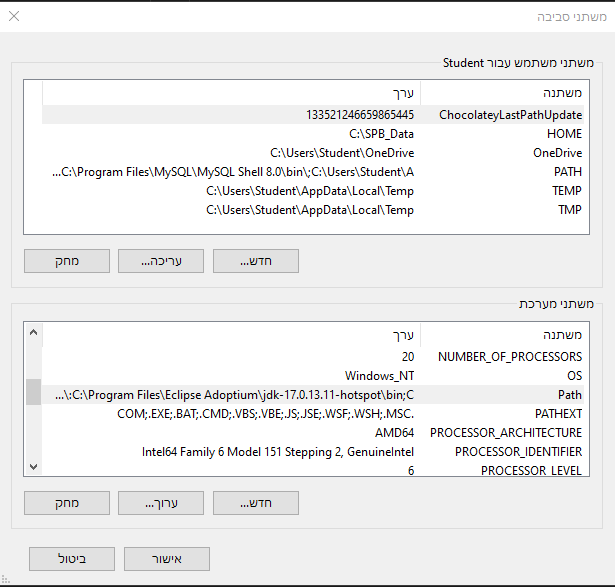 משתני סביבה
משתני משתמש עבור Student
משתנה ערך
ChocolateyLastPathUpdate 133521246659865445
HOME C:\SPB_Data
OneDrive C:\Users\Student\OneDrive
PATH ...C:\Program Files\MySQL\MySQL Shell 8.0\bin\;C:\Users\Student\A
TEMP C:\Users\Student\AppData\Local\Temp
TMP C:\Users\Student\AppData\Local\Temp
חדש... עריכה... מחק
משתני מערכת
משתנה ערך
NUMBER_OF_PROCESSORS 20
OS Windows_NT
Path ...\:C:\Program Files\Eclipse Adoptium\jdk-17.0.13.11-hotspot\bin;C
PATHEXT COM;.EXE;.BAT;.CMD;.VBS;.VBE;.JS;.JSE;.WSF;.WSH;.MSC.
PROCESSOR_ARCHITECTURE AMD64
PROCESSOR_IDENTIFIER Intel64 Family 6 Model 151 Stepping 2, GenuineIntel
PROCESSOR_LEVEL 6
חדש... ערוך... מחק
אישור ביטול